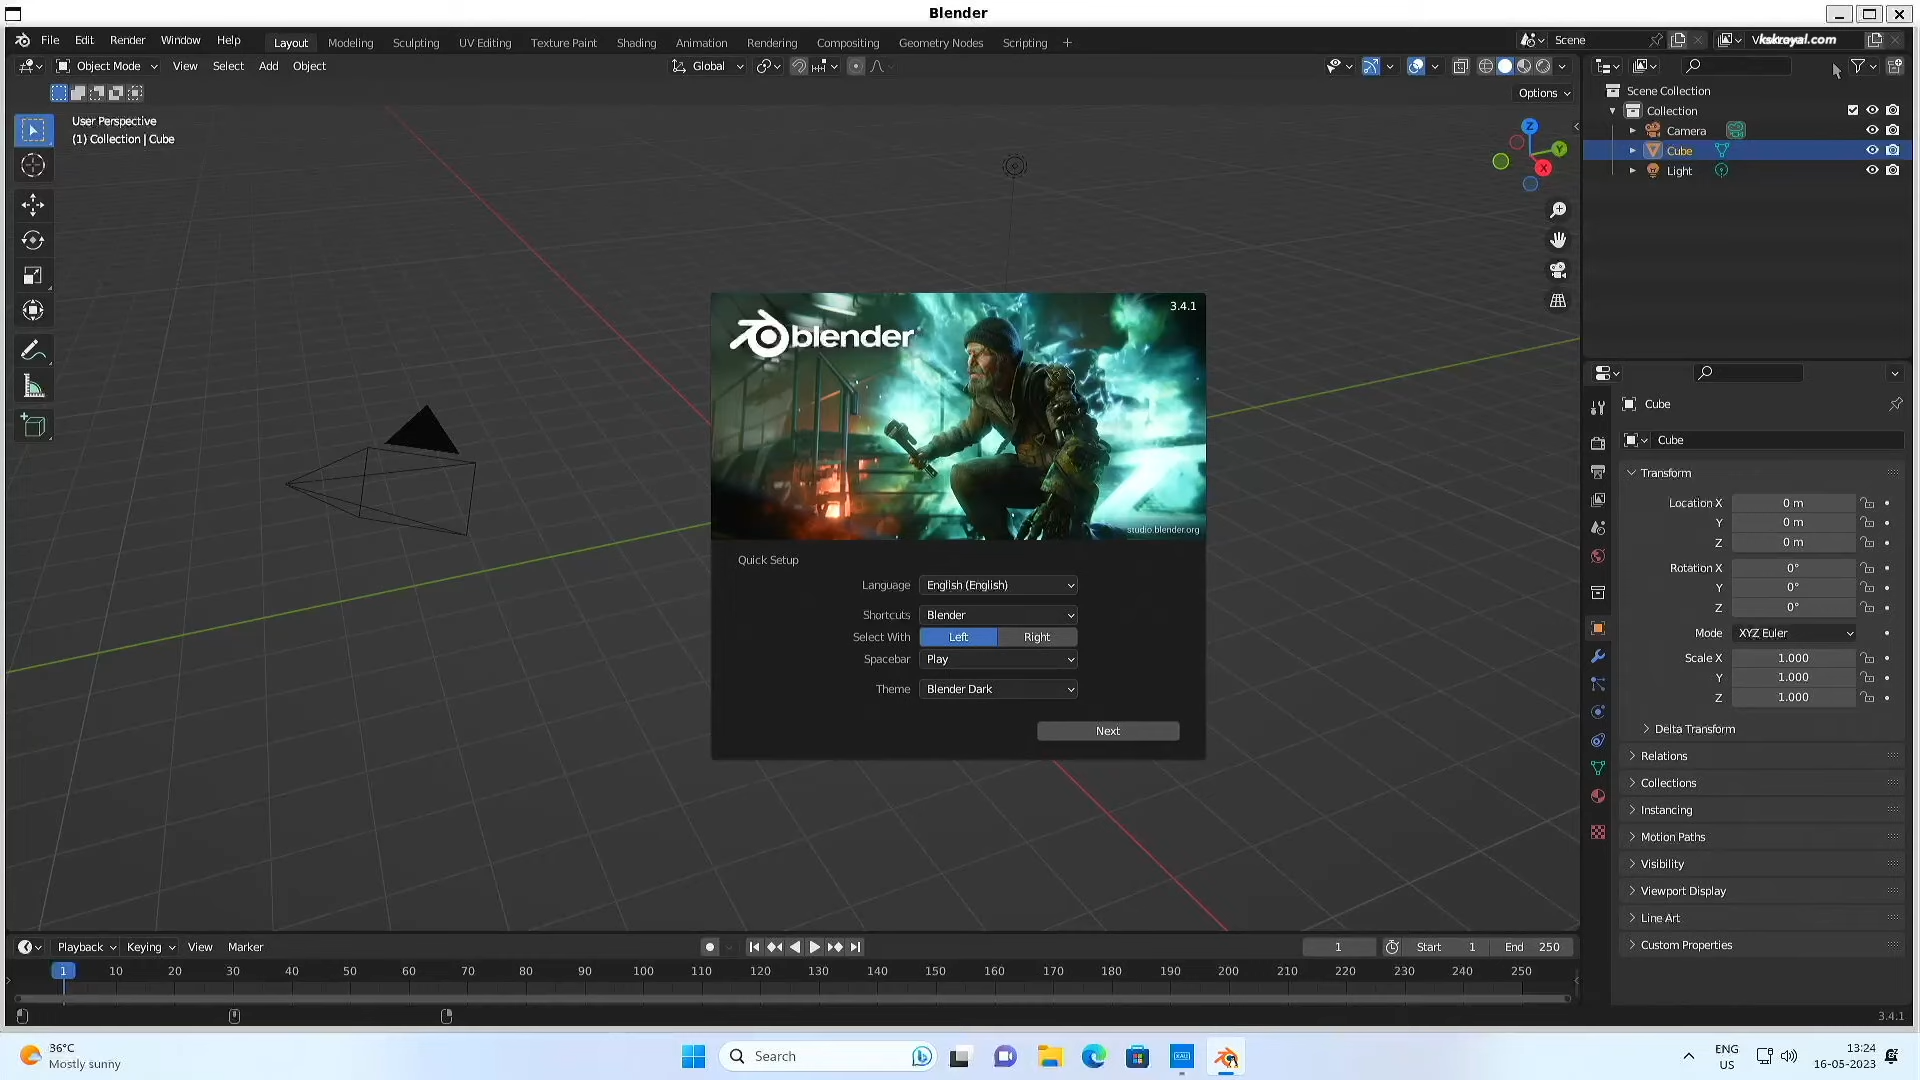 Blender
File Edit Render Window Help Layout Modeling Sculpting UV Editing Texture Paint Shading Animation Rendering Compositing Geometry Nodes Scripting + Scene kskroyal.com
Object Mode View Select Add Object Global
Options
User Perspective
(1) Collection | Cube
Z
Y
X
Scene Collection
Collection
Camera
Cube
Light
3.4.1
blender
studio.blender.org
Quick Setup
Language English (English)
Shortcuts Blender
Select With Left Right
Spacebar Play
Theme Blender Dark
Next
Cube
Cube
Transform
Location X 0 m
Y 0 m
Z 0 m
Rotation X 0°
Y 0°
Z 0°
Mode XYZ Euler
Scale X 1.000
Y 1.000
Z 1.000
Delta Transform
Relations
Collections
Instancing
Motion Paths
Visibility
Viewport Display
Line Art
Custom Properties
Playback Keying View Marker 1 Start 1 End 250
1 10 20 30 40 50 60 70 80 90 100 110 120 130 140 150 160 170 180 190 200 210 220 230 240 250
3.4.1
36°C
Mostly sunny
Search
ENG
US
13:24
16-05-2023